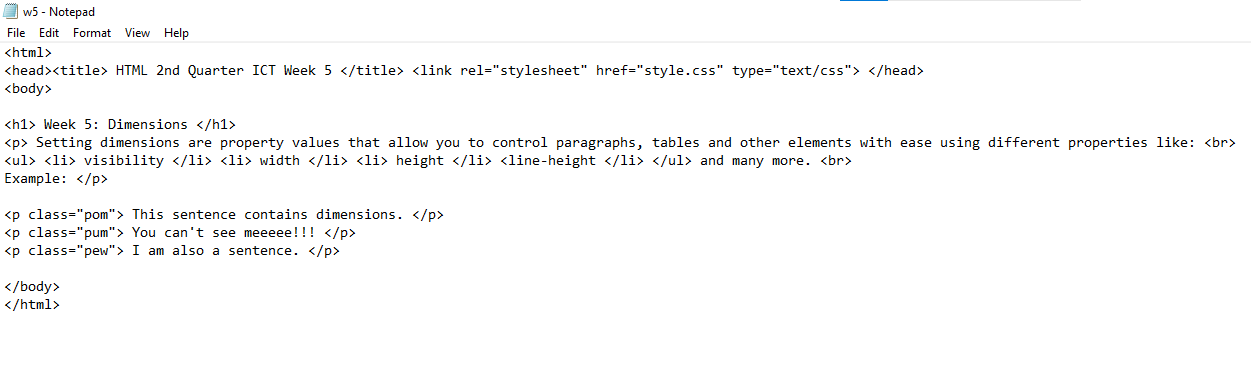 w5 - Notepad
File Edit Format View Help
<html>
<head><title> HTML 2nd Quarter ICT Week 5 </title> <link rel="stylesheet" href="style.css" type="text/css"> </head>
<body>
<h1> Week 5: Dimensions </h1>
<p> Setting dimensions are property values that allow you to control paragraphs, tables and other elements with ease using different properties like: <br>
<ul> <li> visibility </li> <li> width </li> <li> height </li> <line-height </li> </ul> and many more. <br>
Example: </p>
<p class="pom"> This sentence contains dimensions. </p>
<p class="pum"> You can't see meeeee!!! </p>
<p class="pew"> I am also a sentence. </p>
</body>
</html>